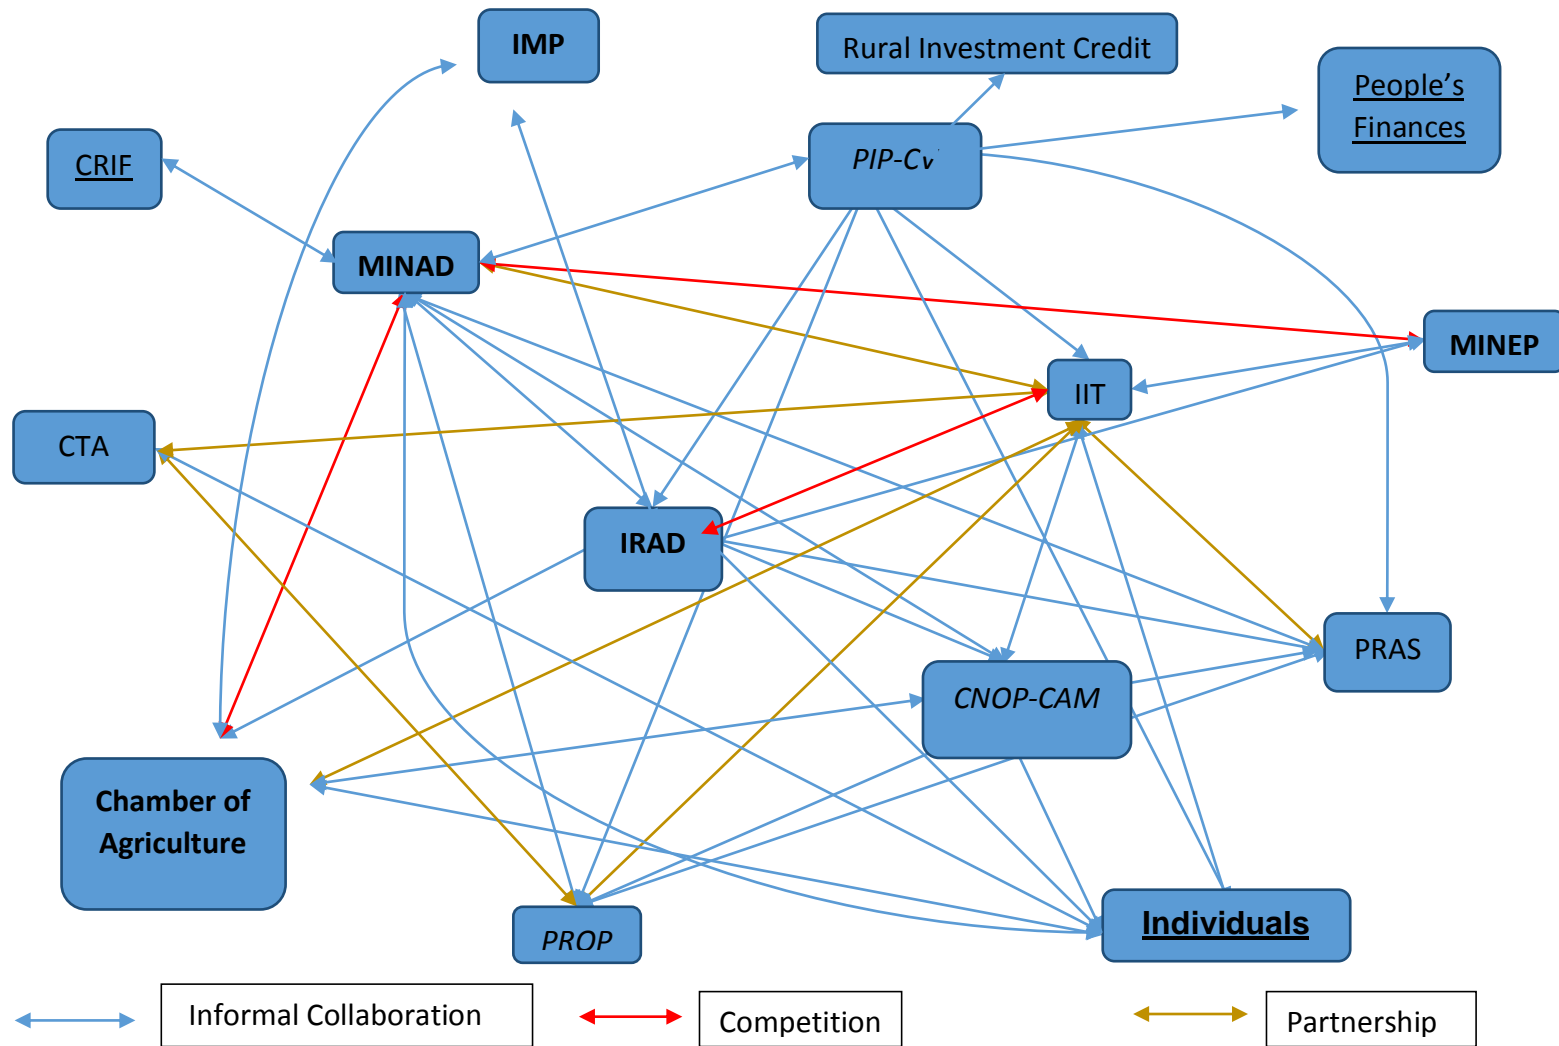 IMP
Rural Investment Credit
People's
Finances
CRIF
MINAD
MINEP
IIT
CTA
IRAD
PRAS
CNOP-CAM
Chamber of
Agriculture
PROP
Individuals
Informal Collaboration
Competition
Partnership